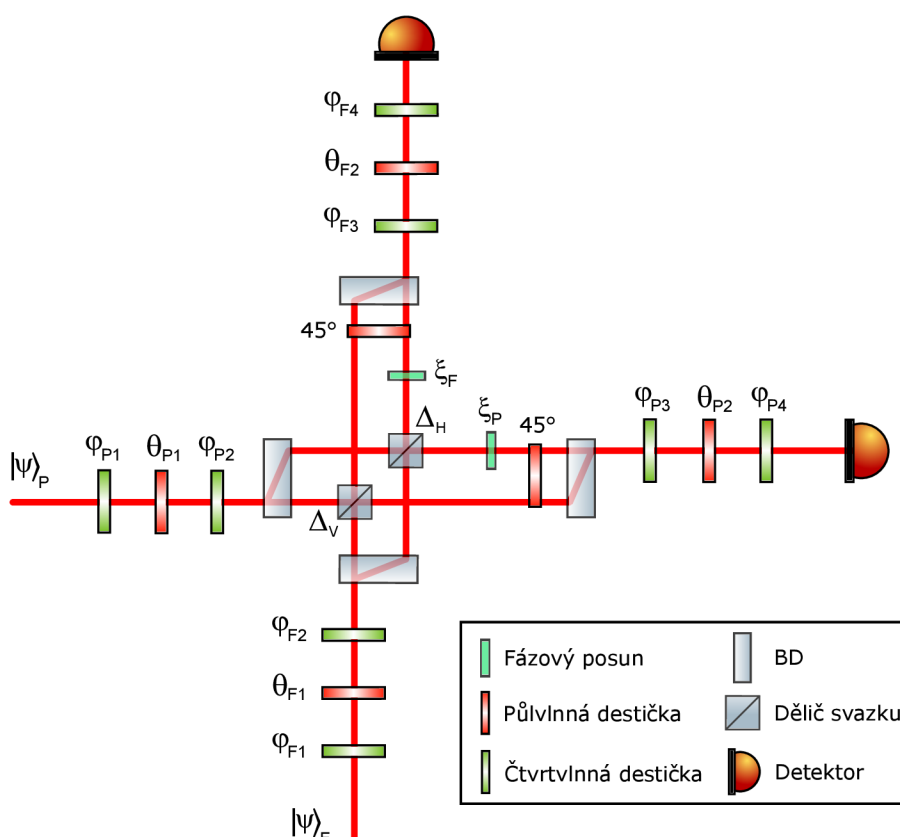 φF4
θF2
φF3
45°
ξF
ΔH
ξP
45°
φP3
θP2
φP4
|ψ⟩P
φP1
θP1
φP2
ΔV
φF2
θF1
φF1
|ψ⟩F
Fázový posun
BD
Půlvlnná destička
Dělič svazku
Čtvrtvlnná destička
Detektor